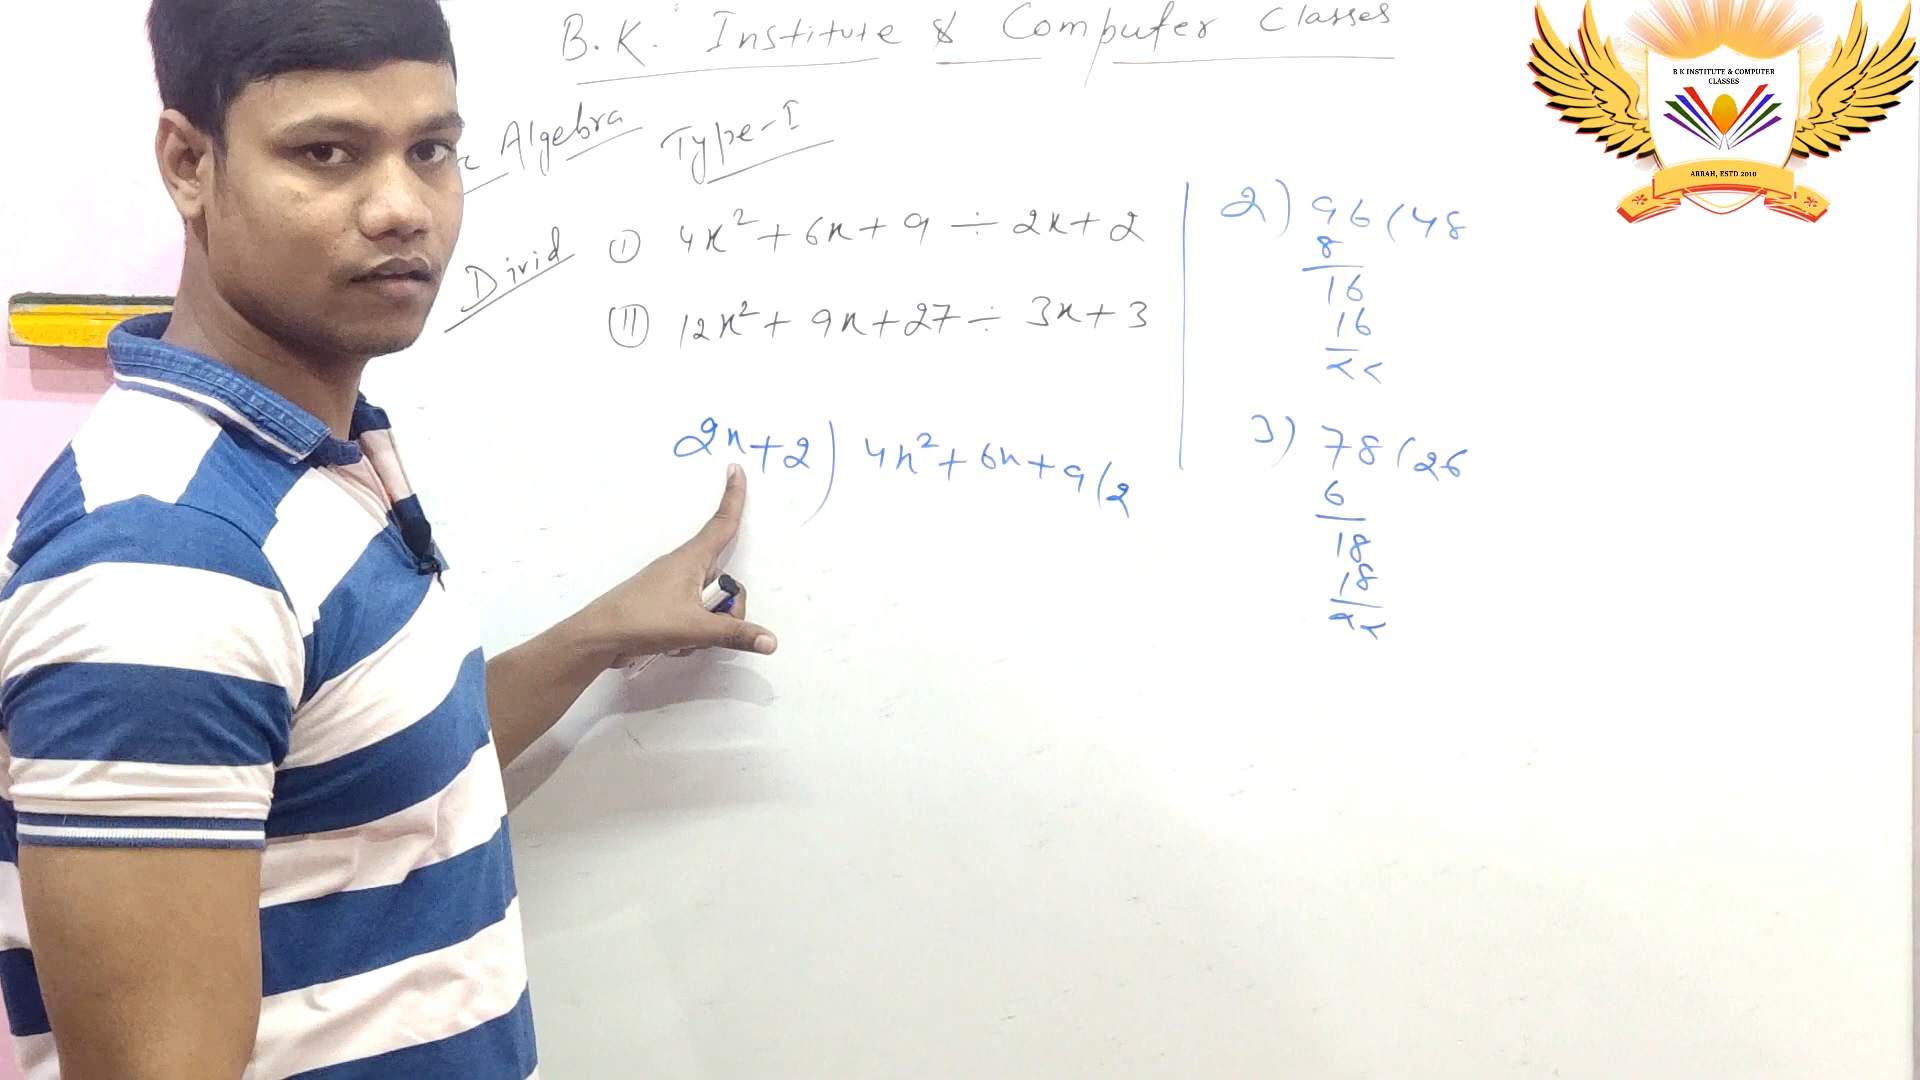 B.K. Institute & Computer Classes
B K INSTITUTE & COMPUTER
CLASSES
ARRAH, ESTD 2010
Algebra Type-I
Divid
(I) 4x² + 6x + 9 ÷ 2x + 2
(II) 12x² + 9x + 27 ÷ 3x + 3
2x + 2 ) 4x² + 6x + 9 ( 2
2 ) 96 ( 48
8
16
16
××
3 ) 78 ( 26
6
18
18
××